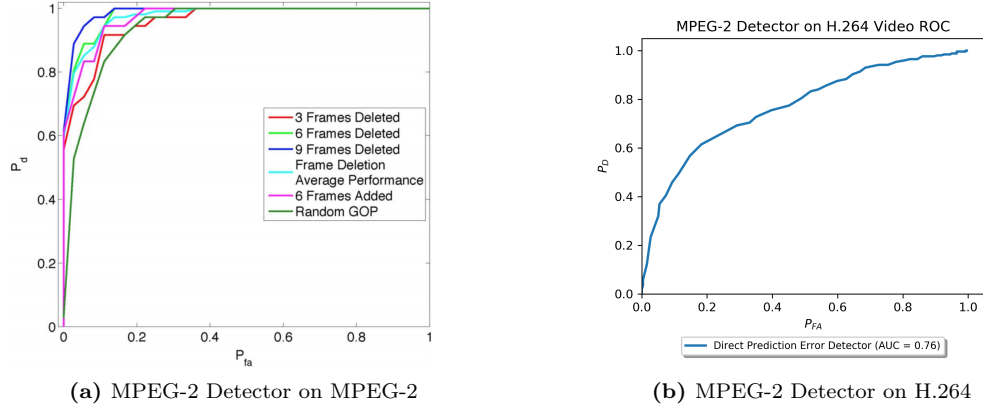 P_d
1
0.8
0.6
0.4
0.2
0
0
0.2
0.4
0.6
0.8
1
P_fa
3 Frames Deleted
6 Frames Deleted
9 Frames Deleted
Frame Deletion
Average Performance
6 Frames Added
Random GOP
(a) MPEG-2 Detector on MPEG-2
MPEG-2 Detector on H.264 Video ROC
P_D
1.0
0.8
0.6
0.4
0.2
0.0
0.0
0.2
0.4
0.6
0.8
1.0
P_FA
Direct Prediction Error Detector (AUC = 0.76)
(b) MPEG-2 Detector on H.264